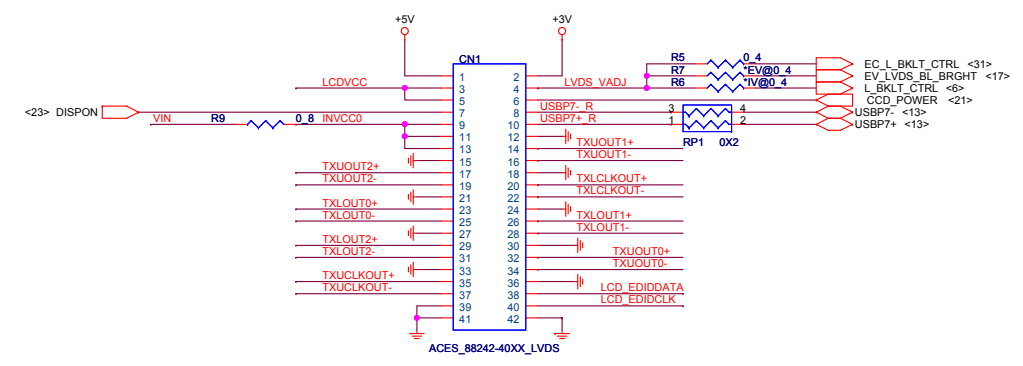 +5V +3V
CN1 R5 0_4 EC_L_BKLT_CTRL <31>
1 2 R7 *EV@0_4 EV_LVDS_BL_BRGHT <17>
LCDVCC 3 4 LVDS_VADJ R6 *IV@0_4 L_BKLT_CTRL <6>
5 6 CCD_POWER <21>
<23> DISPON 7 8 USBP7-_R 3 4 USBP7- <13>
VIN R9 0_8 INVCC0 9 10 USBP7+_R 1 2 USBP7+ <13>
11 12
13 14 TXUOUT1+ RP1 0X2
15 16 TXUOUT1-
TXUOUT2+ 17 18
TXUOUT2- 19 20 TXLCLKOUT+
21 22 TXLCLKOUT-
TXLOUT0+ 23 24
TXLOUT0- 25 26 TXLOUT1+
27 28 TXLOUT1-
TXLOUT2+ 29 30
TXLOUT2- 31 32 TXUOUT0+
33 34 TXUOUT0-
TXUCLKOUT+ 35 36
TXUCLKOUT- 37 38 LCD_EDIDDATA
39 40 LCD_EDIDCLK
41 42
ACES_88242-40XX_LVDS